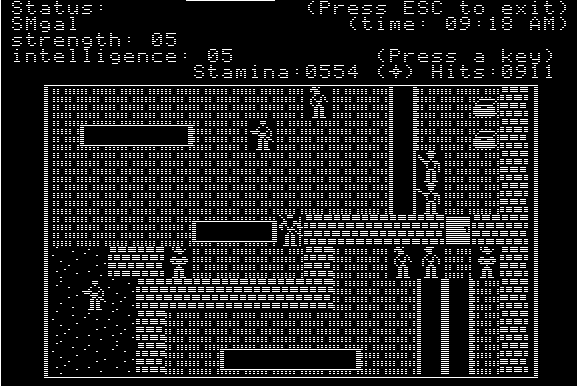 Status: (Press ESC to exit)
SMgal (time: 09:18 AM)
strength: 05
intelligence: 05 (Press a key)
Stamina:0554 (+) Hits:0911